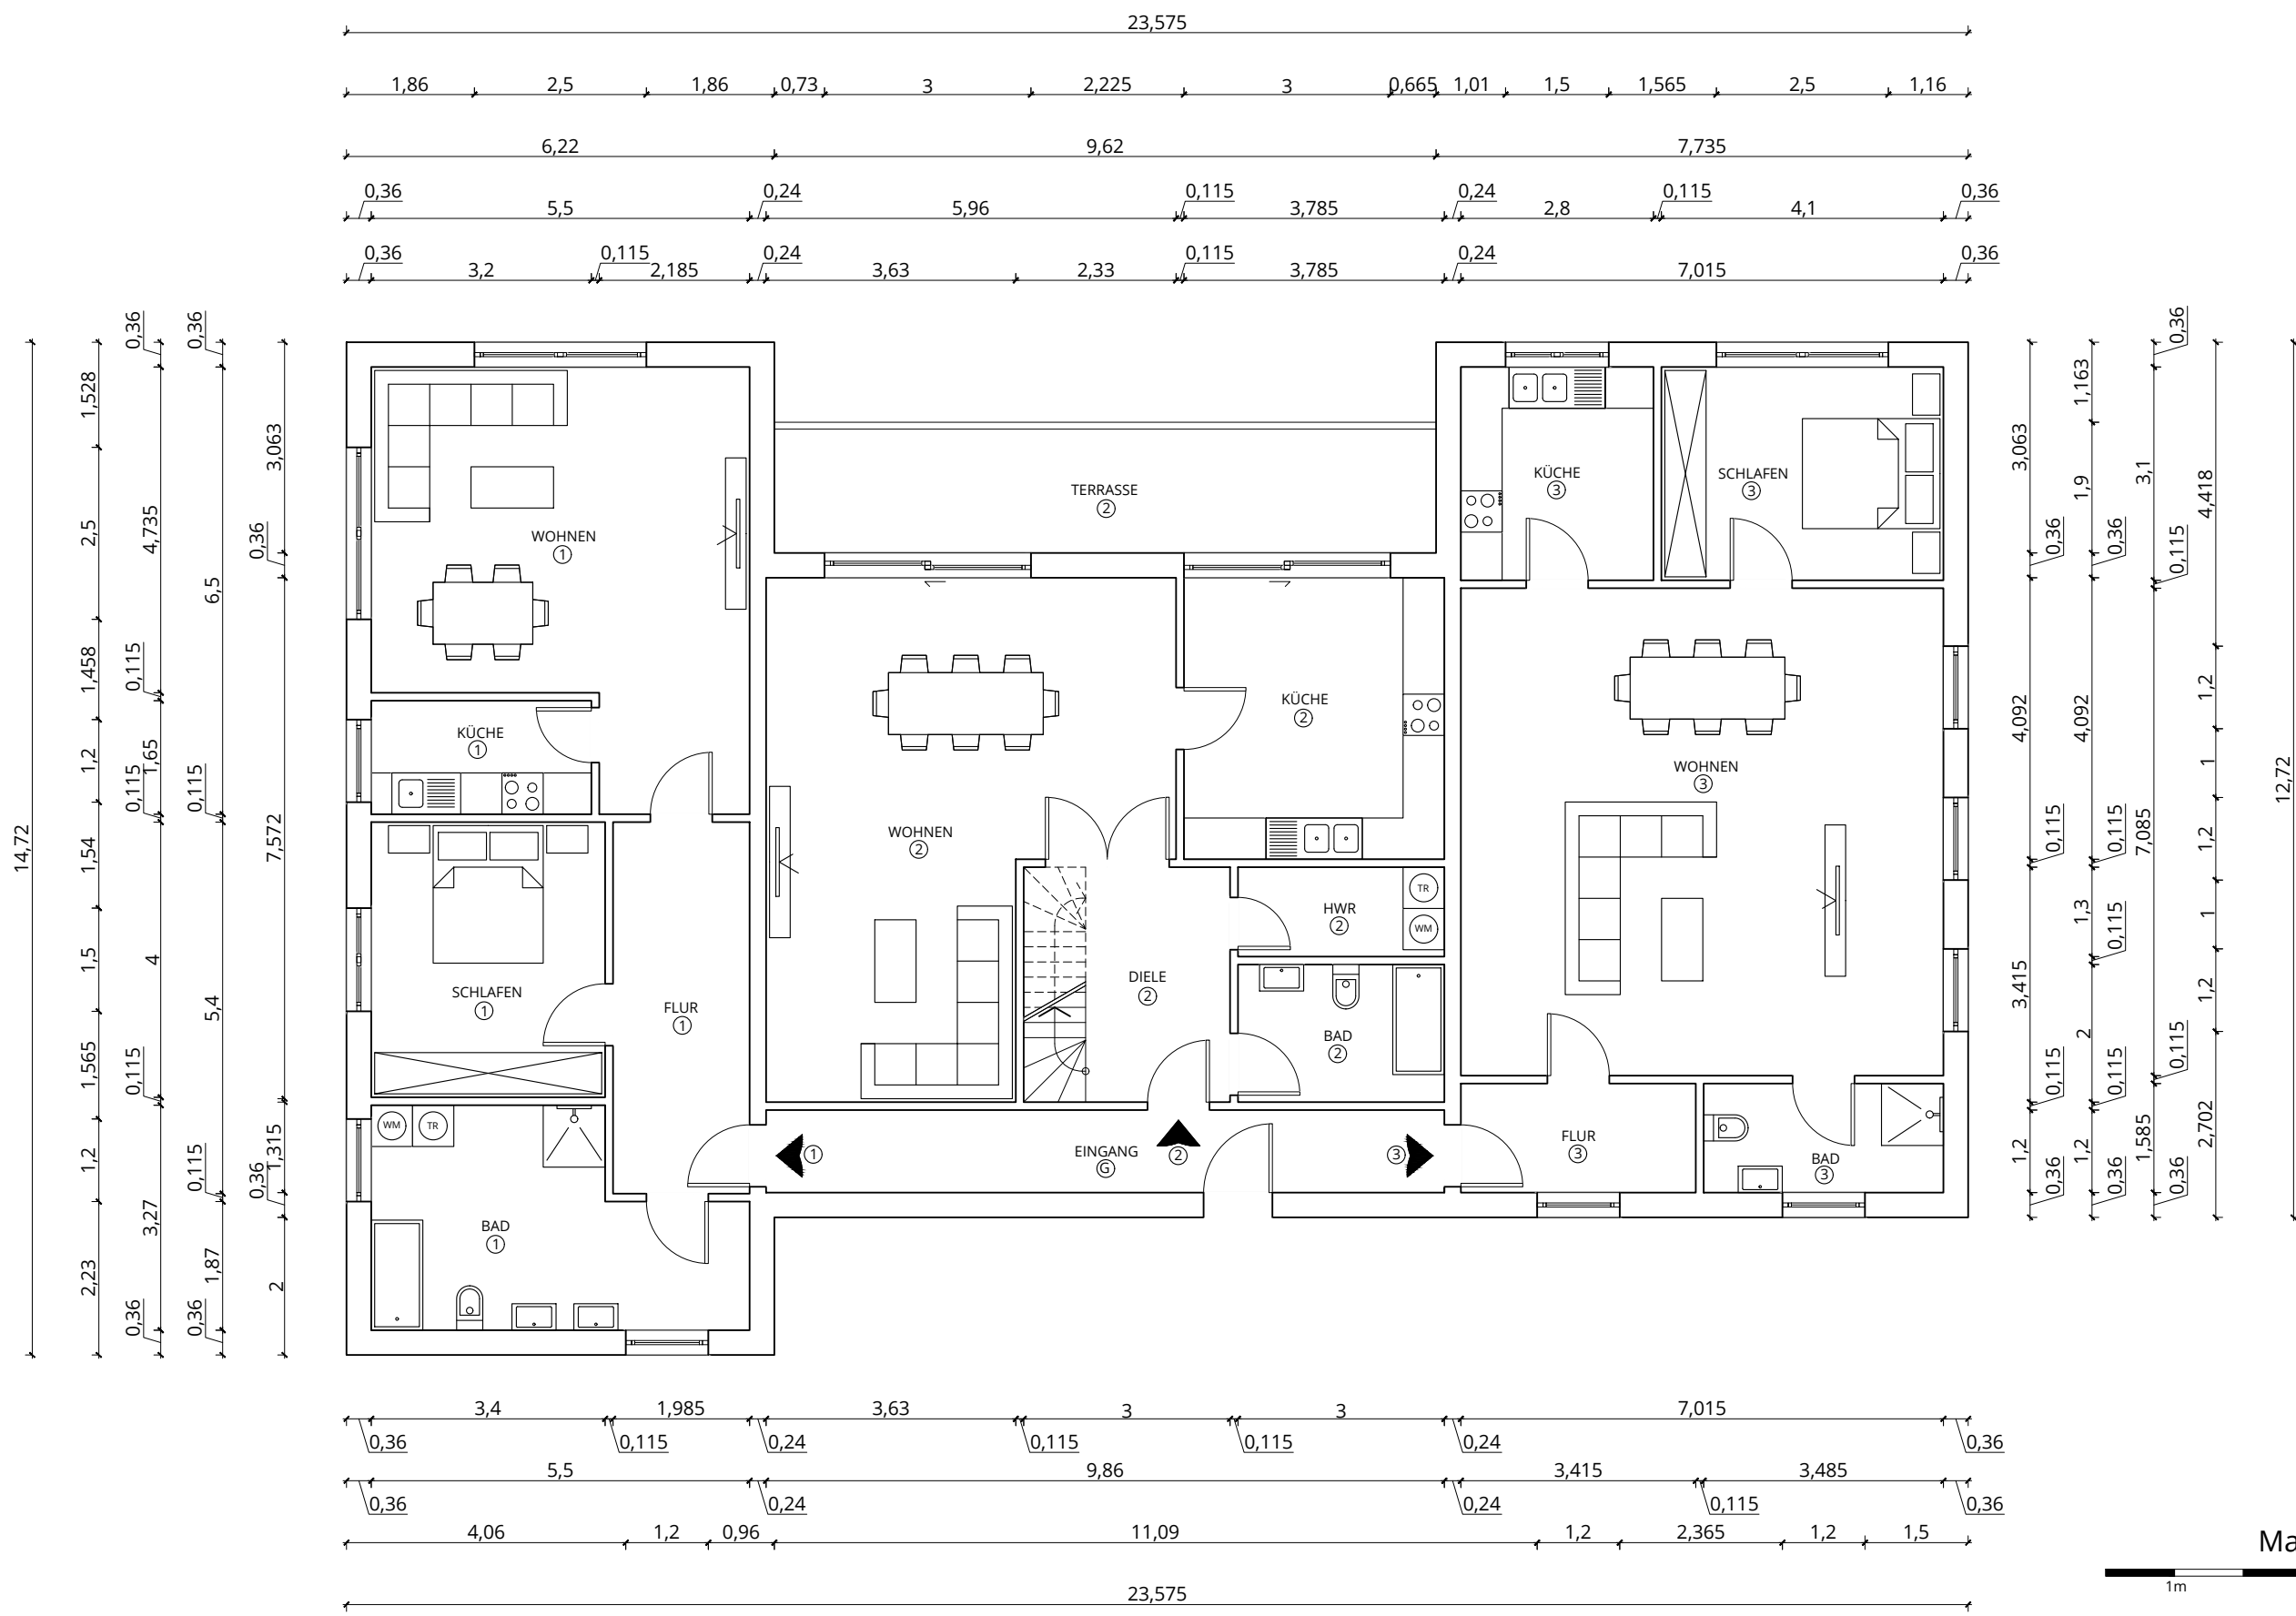 23,575
1,86 2,5 1,86 0,73 3 2,225 3 0,665 1,01 1,5 1,565 2,5 1,16
6,22 9,62 7,735
0,36 5,5 0,24 5,96 0,115 3,785 0,24 2,8 0,115 4,1 0,36
0,36 3,2 0,115 2,185 0,24 3,63 2,33 0,115 3,785 0,24 7,015 0,36
14,72
1,528 2,5 1,458 1,2 1,54 1,5 1,565 1,2 2,23
0,36 4,735 0,115 1,65 0,115 4 0,115 3,27 0,36
0,36 6,5 0,115 5,4 0,115 1,87 0,36
3,063 0,36 7,572 1,315 0,36 2
WOHNEN
1
KÜCHE
1
SCHLAFEN
1
FLUR
1
WM TR
BAD
1
TERRASSE
2
WOHNEN
2
KÜCHE
2
DIELE
2
HWR
2
TR
WM
BAD
2
EINGANG
G
1
2
3
KÜCHE
3
SCHLAFEN
3
WOHNEN
3
FLUR
3
BAD
3
3,063 0,36 4,092 0,115 3,415 0,115 1,2 0,36
1,163 1,9 0,36 4,092 0,115 1,3 0,115 2 0,115 1,2 0,36
0,36 3,1 0,115 7,085 0,115 1,585 0,36
4,418 1,2 1 1,2 1 1,2 2,702
12,72
3,4 1,985 3,63 3 3 7,015
0,36 0,115 0,24 0,115 0,115 0,24 0,36
5,5 9,86 3,415 3,485
0,36 0,24 0,24 0,115 0,36
4,06 1,2 0,96 11,09 1,2 2,365 1,2 1,5
23,575
Ma
1m